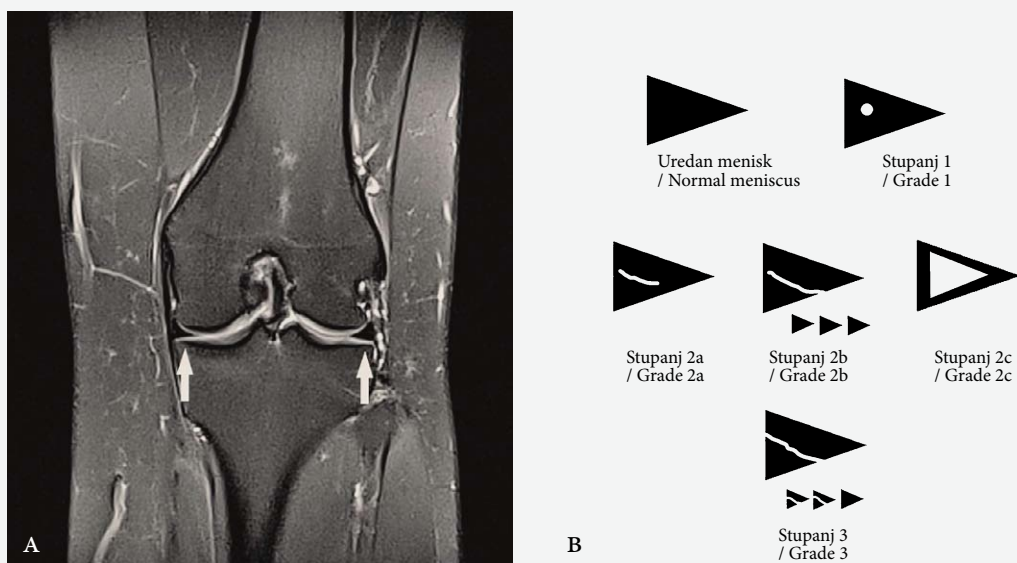 Uredan menisk
/ Normal meniscus
Stupanj 1
/ Grade 1
Stupanj 2a
/ Grade 2a
Stupanj 2b
/ Grade 2b
Stupanj 2c
/ Grade 2c
Stupanj 3
/ Grade 3
A
B